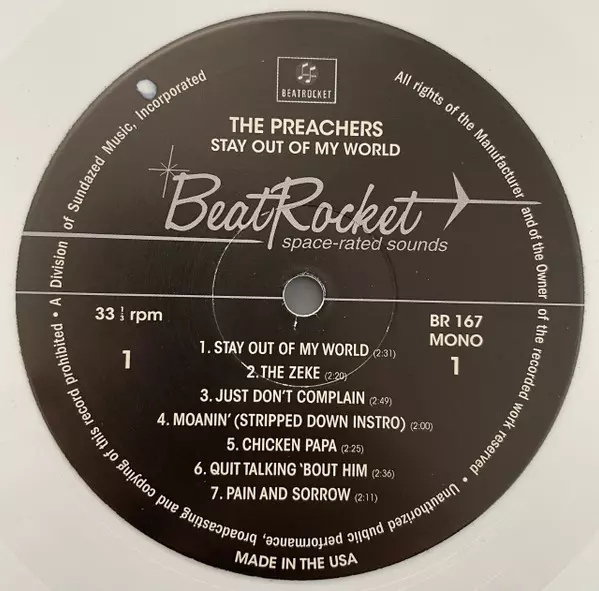 BEATROCKET
THE PREACHERS
STAY OUT OF MY WORLD
BeatRocket
space-rated sounds
33 1/3 rpm
1
BR 167
MONO
1
1. STAY OUT OF MY WORLD (2:31)
2. THE ZEKE (2:20)
3. JUST DON'T COMPLAIN (2:49)
4. MOANIN' (STRIPPED DOWN INSTRO) (2:00)
5. CHICKEN PAPA (2:25)
6. QUIT TALKING 'BOUT HIM (2:36)
7. PAIN AND SORROW (2:11)
MADE IN THE USA
All rights of the Manufacturer and of the Owner of the recorded work reserved • Unauthorized public performance, broadcasting and copying of this record prohibited • A Division of Sundazed Music, Incorporated